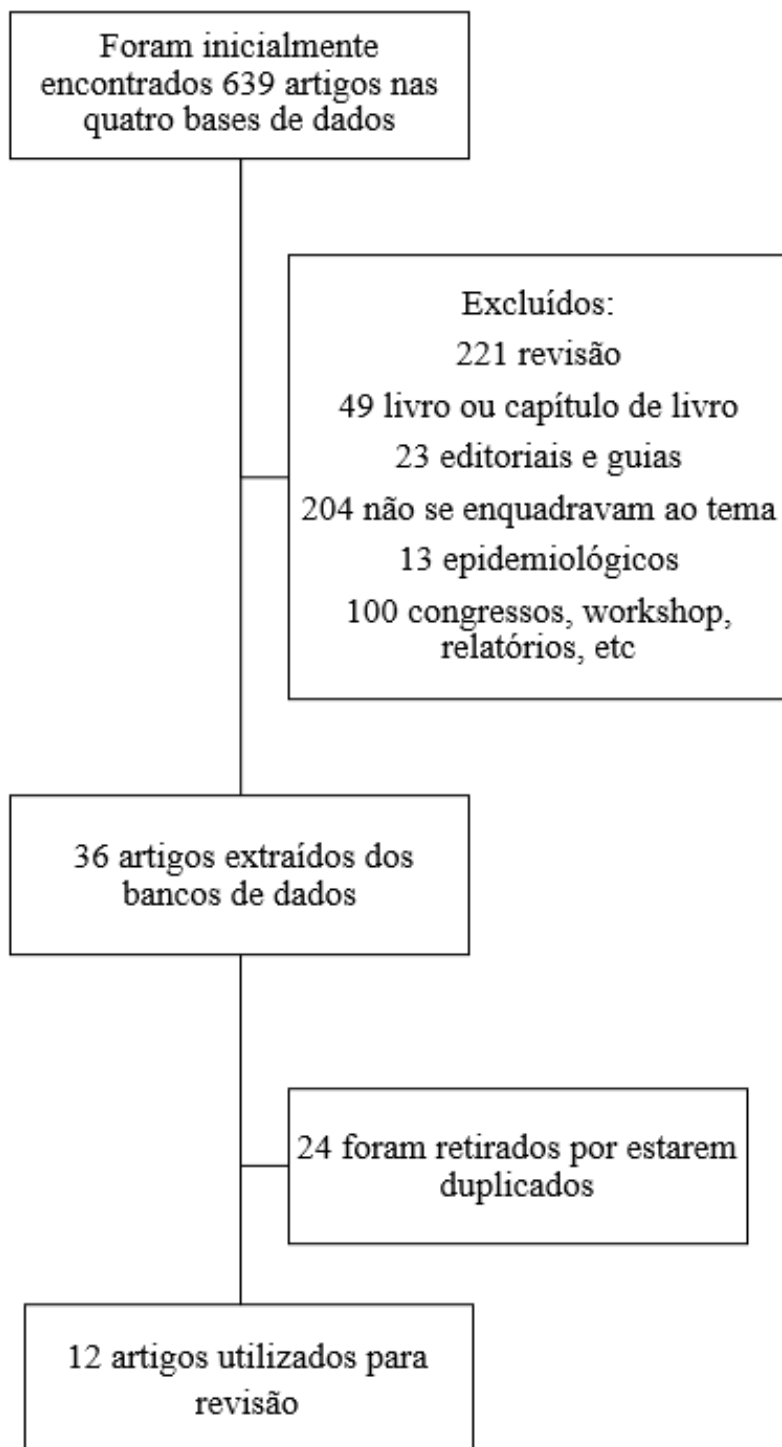 Foram inicialmente
encontrados 639 artigos nas
quatro bases de dados
Excluídos:
221 revisão
49 livro ou capítulo de livro
23 editoriais e guias
204 não se enquadravam ao tema
13 epidemiológicos
100 congressos, workshop,
relatórios, etc
36 artigos extraídos dos
bancos de dados
24 foram retirados por estarem
duplicados
12 artigos utilizados para
revisão